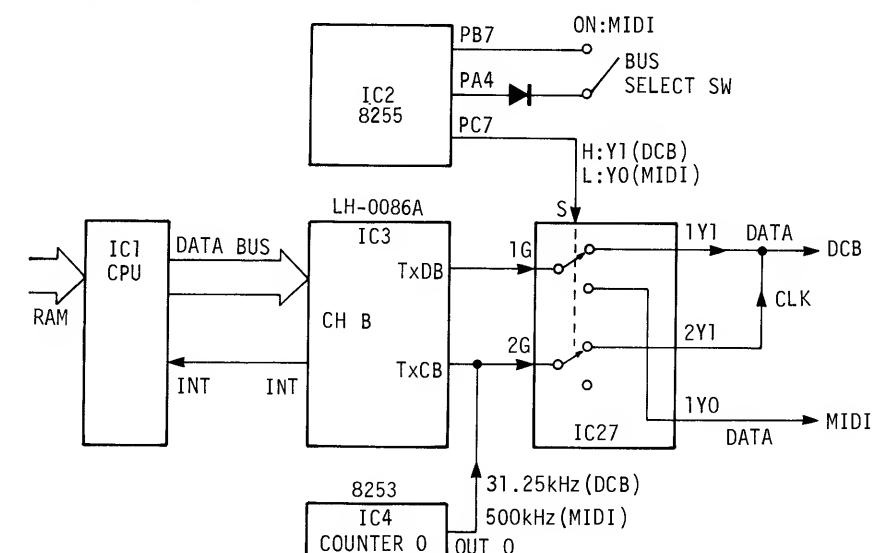 ON:MIDI
PB7
BUS
SELECT SW
PA4
IC2
8255
PC7
H:Y1(DCB)
L:Y0(MIDI)
LH-0086A
S
IC1
CPU
DATA BUS
IC3
1G
1Y1
DATA
DCB
TxDB
RAM
CH B
CLK
2G
2Y1
TxCB
INT
INT
1Y0
MIDI
DATA
IC27
8253
31.25kHz(DCB)
500kHz(MIDI)
IC4
COUNTER 0
OUT 0